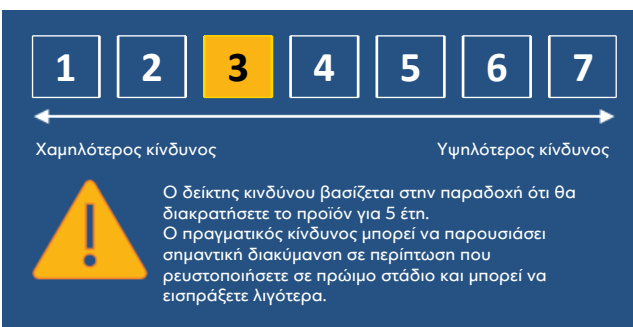 1 2 3 4 5 6 7
Χαμηλότερος κίνδυνος Υψηλότερος κίνδυνος
Ο δείκτης κινδύνου βασίζεται στην παραδοχή ότι θα
διακρατήσετε το προϊόν για 5 έτη.
Ο πραγματικός κίνδυνος μπορεί να παρουσιάσει
σημαντική διακύμανση σε περίπτωση που
ρευστοποιήσετε σε πρώιμο στάδιο και μπορεί να
εισπράξετε λιγότερα.